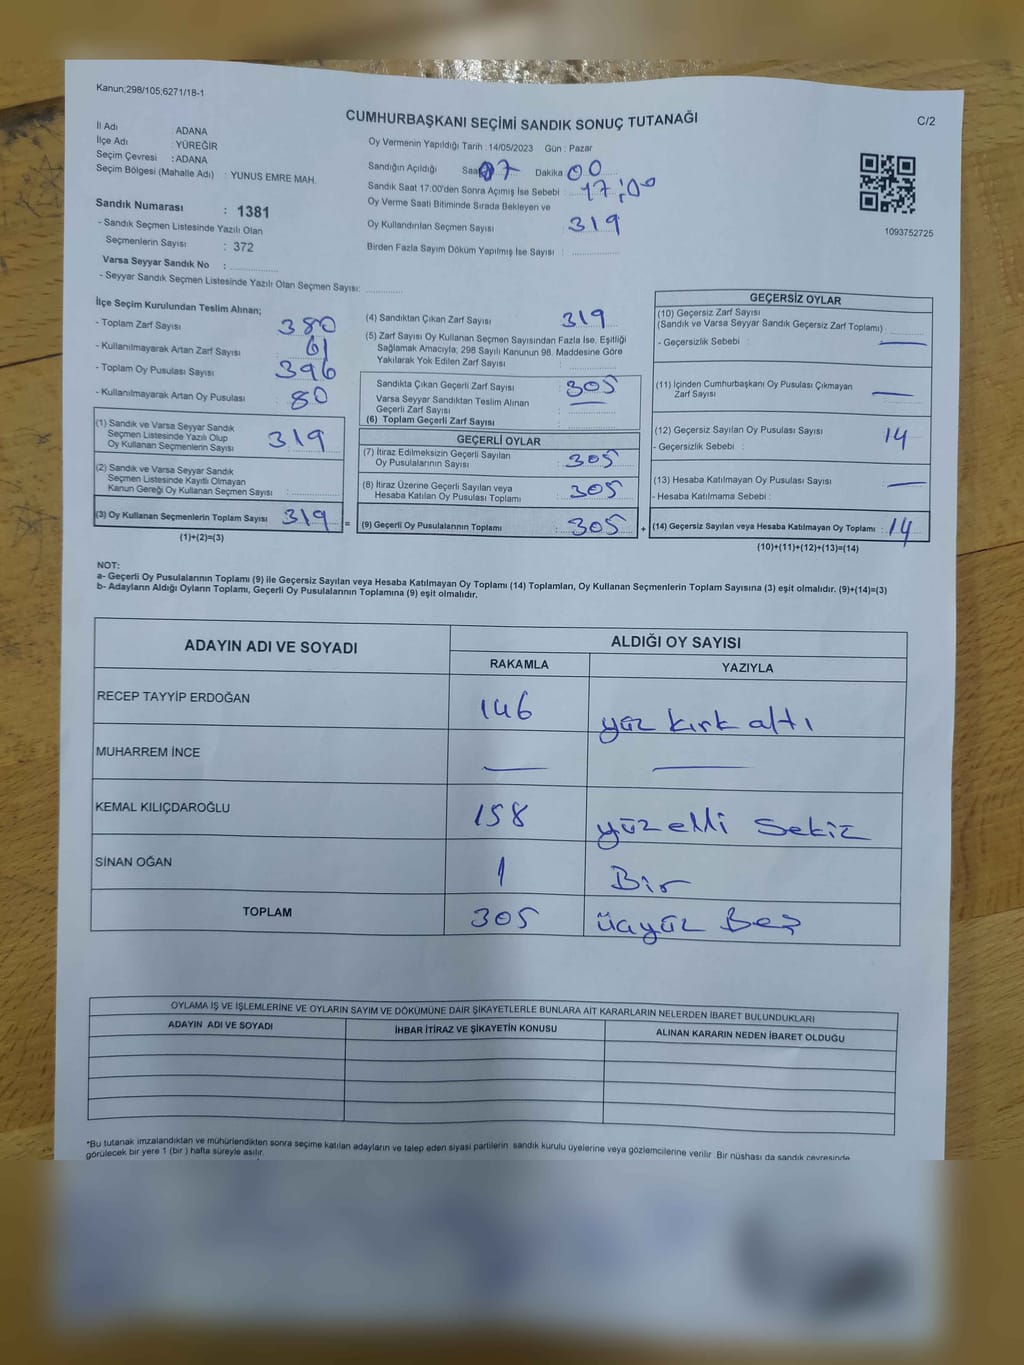 Kanun;298/105,6271/18-1
C/2
CUMHURBAŞKANI SEÇİMİ SANDIK SONUÇ TUTANAĞI
İl Adı : ADANA
İlçe Adı : YÜREĞİR
Seçim Çevresi : ADANA
Seçim Bölgesi (Mahalle Adı) : YUNUS EMRE MAH.
Sandık Numarası : 1381
- Sandık Seçmen Listesinde Yazılı Olan
Seçmenlerin Sayısı : 372
Varsa Seyyar Sandık No :
- Seyyar Sandık Seçmen Listesinde Yazılı Olan Seçmen Sayısı:
Oy Vermenin Yapıldığı Tarih : 14/05/2023 Gün : Pazar
Sandığın Açıldığı Saat 07 Dakika 00
Sandık Saat 17:00'den Sonra Açımış İse Sebebi : 17:00
Oy Verme Saati Bitiminde Sırada Bekleyen ve
Oy Kullandırılan Seçmen Sayısı : 319
Birden Fazla Sayım Döküm Yapılmış İse Sayısı :
1093752725
İlçe Seçim Kurulundan Teslim Alınan;
- Toplam Zarf Sayısı 380
- Kullanılmayarak Artan Zarf Sayısı 61
- Toplam Oy Pusulası Sayısı 396
- Kullanılmayarak Artan Oy Pusulası 80
(1) Sandık ve Varsa Seyyar Sandık
Seçmen Listesinde Yazılı Olup
Oy Kullanan Seçmenlerin Sayısı 319
(2) Sandık ve Varsa Seyyar Sandık
Seçmen Listesinde Kayıtlı Olmayan
Kanun Gereği Oy Kullanan Seçmen Sayısı :
(3) Oy Kullanan Seçmenlerin Toplam Sayısı 319 =
(1)+(2)=(3)
(4) Sandıktan Çıkan Zarf Sayısı 319
(5) Zarf Sayısı Oy Kullanan Seçmen Sayısından Fazla İse, Eşitliği
Sağlamak Amacıyla; 298 Sayılı Kanunun 98. Maddesine Göre
Yakılarak Yok Edilen Zarf Sayısı :
Sandıkta Çıkan Geçerli Zarf Sayısı : 305
Varsa Seyyar Sandıktan Teslim Alınan
Geçerli Zarf Sayısı : —
(6) Toplam Geçerli Zarf Sayısı :
GEÇERLİ OYLAR
(7) İtiraz Edilmeksizin Geçerli Sayılan
Oy Pusulalarının Sayısı : 305
(8) İtiraz Üzerine Geçerli Sayılan veya
Hesaba Katılan Oy Pusulası Toplamı : 305
(9) Geçerli Oy Pusulalarının Toplamı : 305 +
GEÇERSİZ OYLAR
(10) Geçersiz Zarf Sayısı
(Sandık ve Varsa Seyyar Sandık Geçersiz Zarf Toplamı)
- Geçersizlik Sebebi : —
(11) İçinden Cumhurbaşkanı Oy Pusulası Çıkmayan
Zarf Sayısı —
(12) Geçersiz Sayılan Oy Pusulası Sayısı 14
- Geçersizlik Sebebi :
(13) Hesaba Katılmayan Oy Pusulası Sayısı —
- Hesaba Katılmama Sebebi :
(14) Geçersiz Sayılan veya Hesaba Katılmayan Oy Toplamı : 14
(10)+(11)+(12)+(13)=(14)
NOT:
a- Geçerli Oy Pusulalarının Toplamı (9) ile Geçersiz Sayılan veya Hesaba Katılmayan Oy Toplamı (14) Toplamları, Oy Kullanan Seçmenlerin Toplam Sayısına (3) eşit olmalıdır. (9)+(14)=(3)
b- Adayların Aldığı Oyların Toplamı, Geçerli Oy Pusulalarının Toplamına (9) eşit olmalıdır.
ADAYIN ADI VE SOYADI ALDIĞI OY SAYISI
RAKAMLA YAZIYLA
RECEP TAYYİP ERDOĞAN 146 yüz kırk altı
MUHARREM İNCE — —
KEMAL KILIÇDAROĞLU 158 yüz elli sekiz
SİNAN OĞAN 1 Bir
TOPLAM 305 üçyüz Beş
OYLAMA İŞ VE İŞLEMLERİNE VE OYLARIN SAYIM VE DÖKÜMÜNE DAİR ŞİKAYETLERLE BUNLARA AİT KARARLARIN NELERDEN İBARET BULUNDUKLARI
ADAYIN ADI VE SOYADI İHBAR İTİRAZ VE ŞİKAYETİN KONUSU ALINAN KARARIN NEDEN İBARET OLDUĞU
*Bu tutanak imzalandıktan ve mühürlendikten sonra seçime katılan adayların ve talep eden siyasi partilerin sandık kurulu üyelerine veya gözlemcilerine verilir. Bir nüshası da sandık çevresinde
görülecek bir yere 1 (bir ) hafta süreyle asılır.